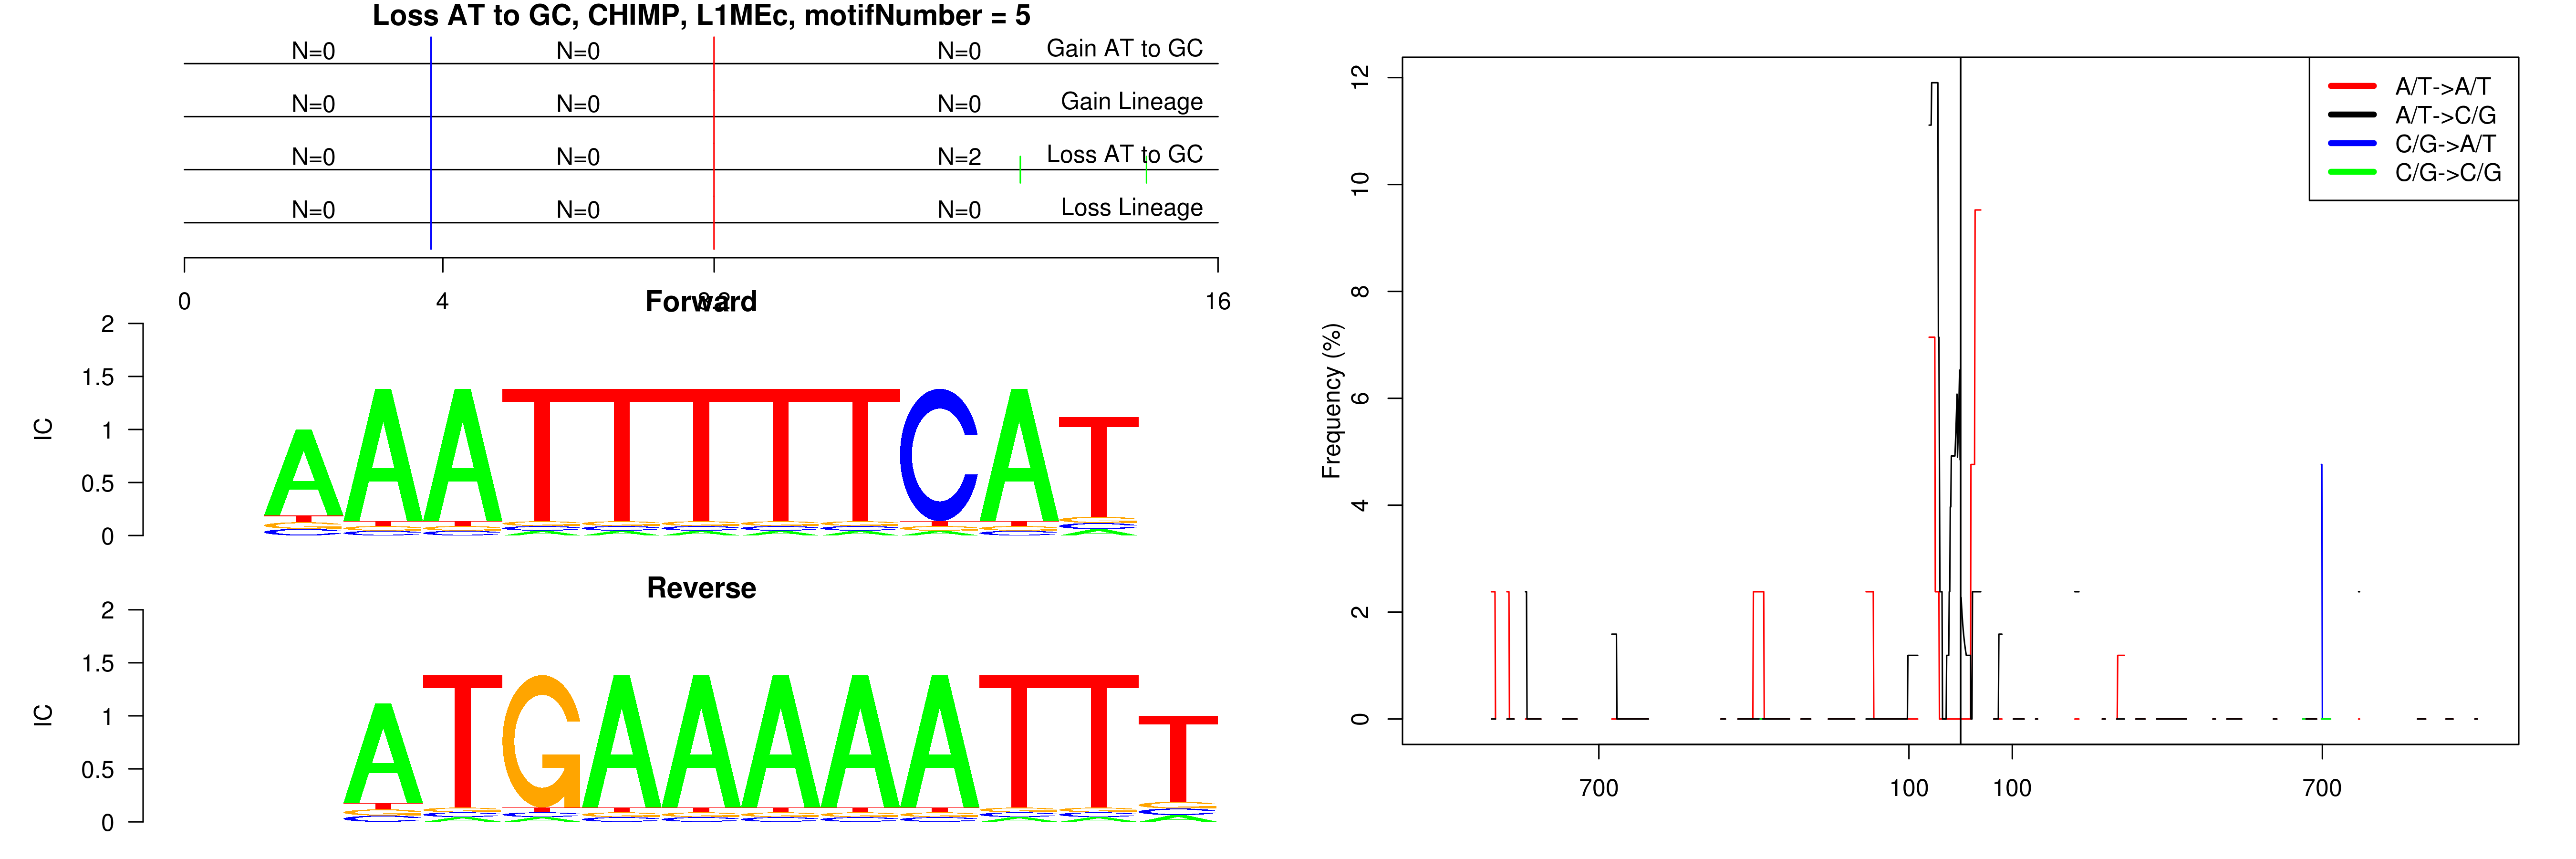 Loss AT to GC, CHIMP, L1MEc, motifNumber = 5
N=0 N=0 N=0 Gain AT to GC
N=0 N=0 N=0 Gain Lineage
N=0 N=0 N=2 Loss AT to GC
N=0 N=0 N=0 Loss Lineage
0 4 16
Forward
2
1.5
1
0.5
0
IC
AAATTTTTCAT
Reverse
2
1.5
1
0.5
0
IC
ATGAAAAATTT
12
10
8
6
4
2
0
Frequency (%)
A/T->A/T
A/T->C/G
C/G->A/T
C/G->C/G
700 100 100 700